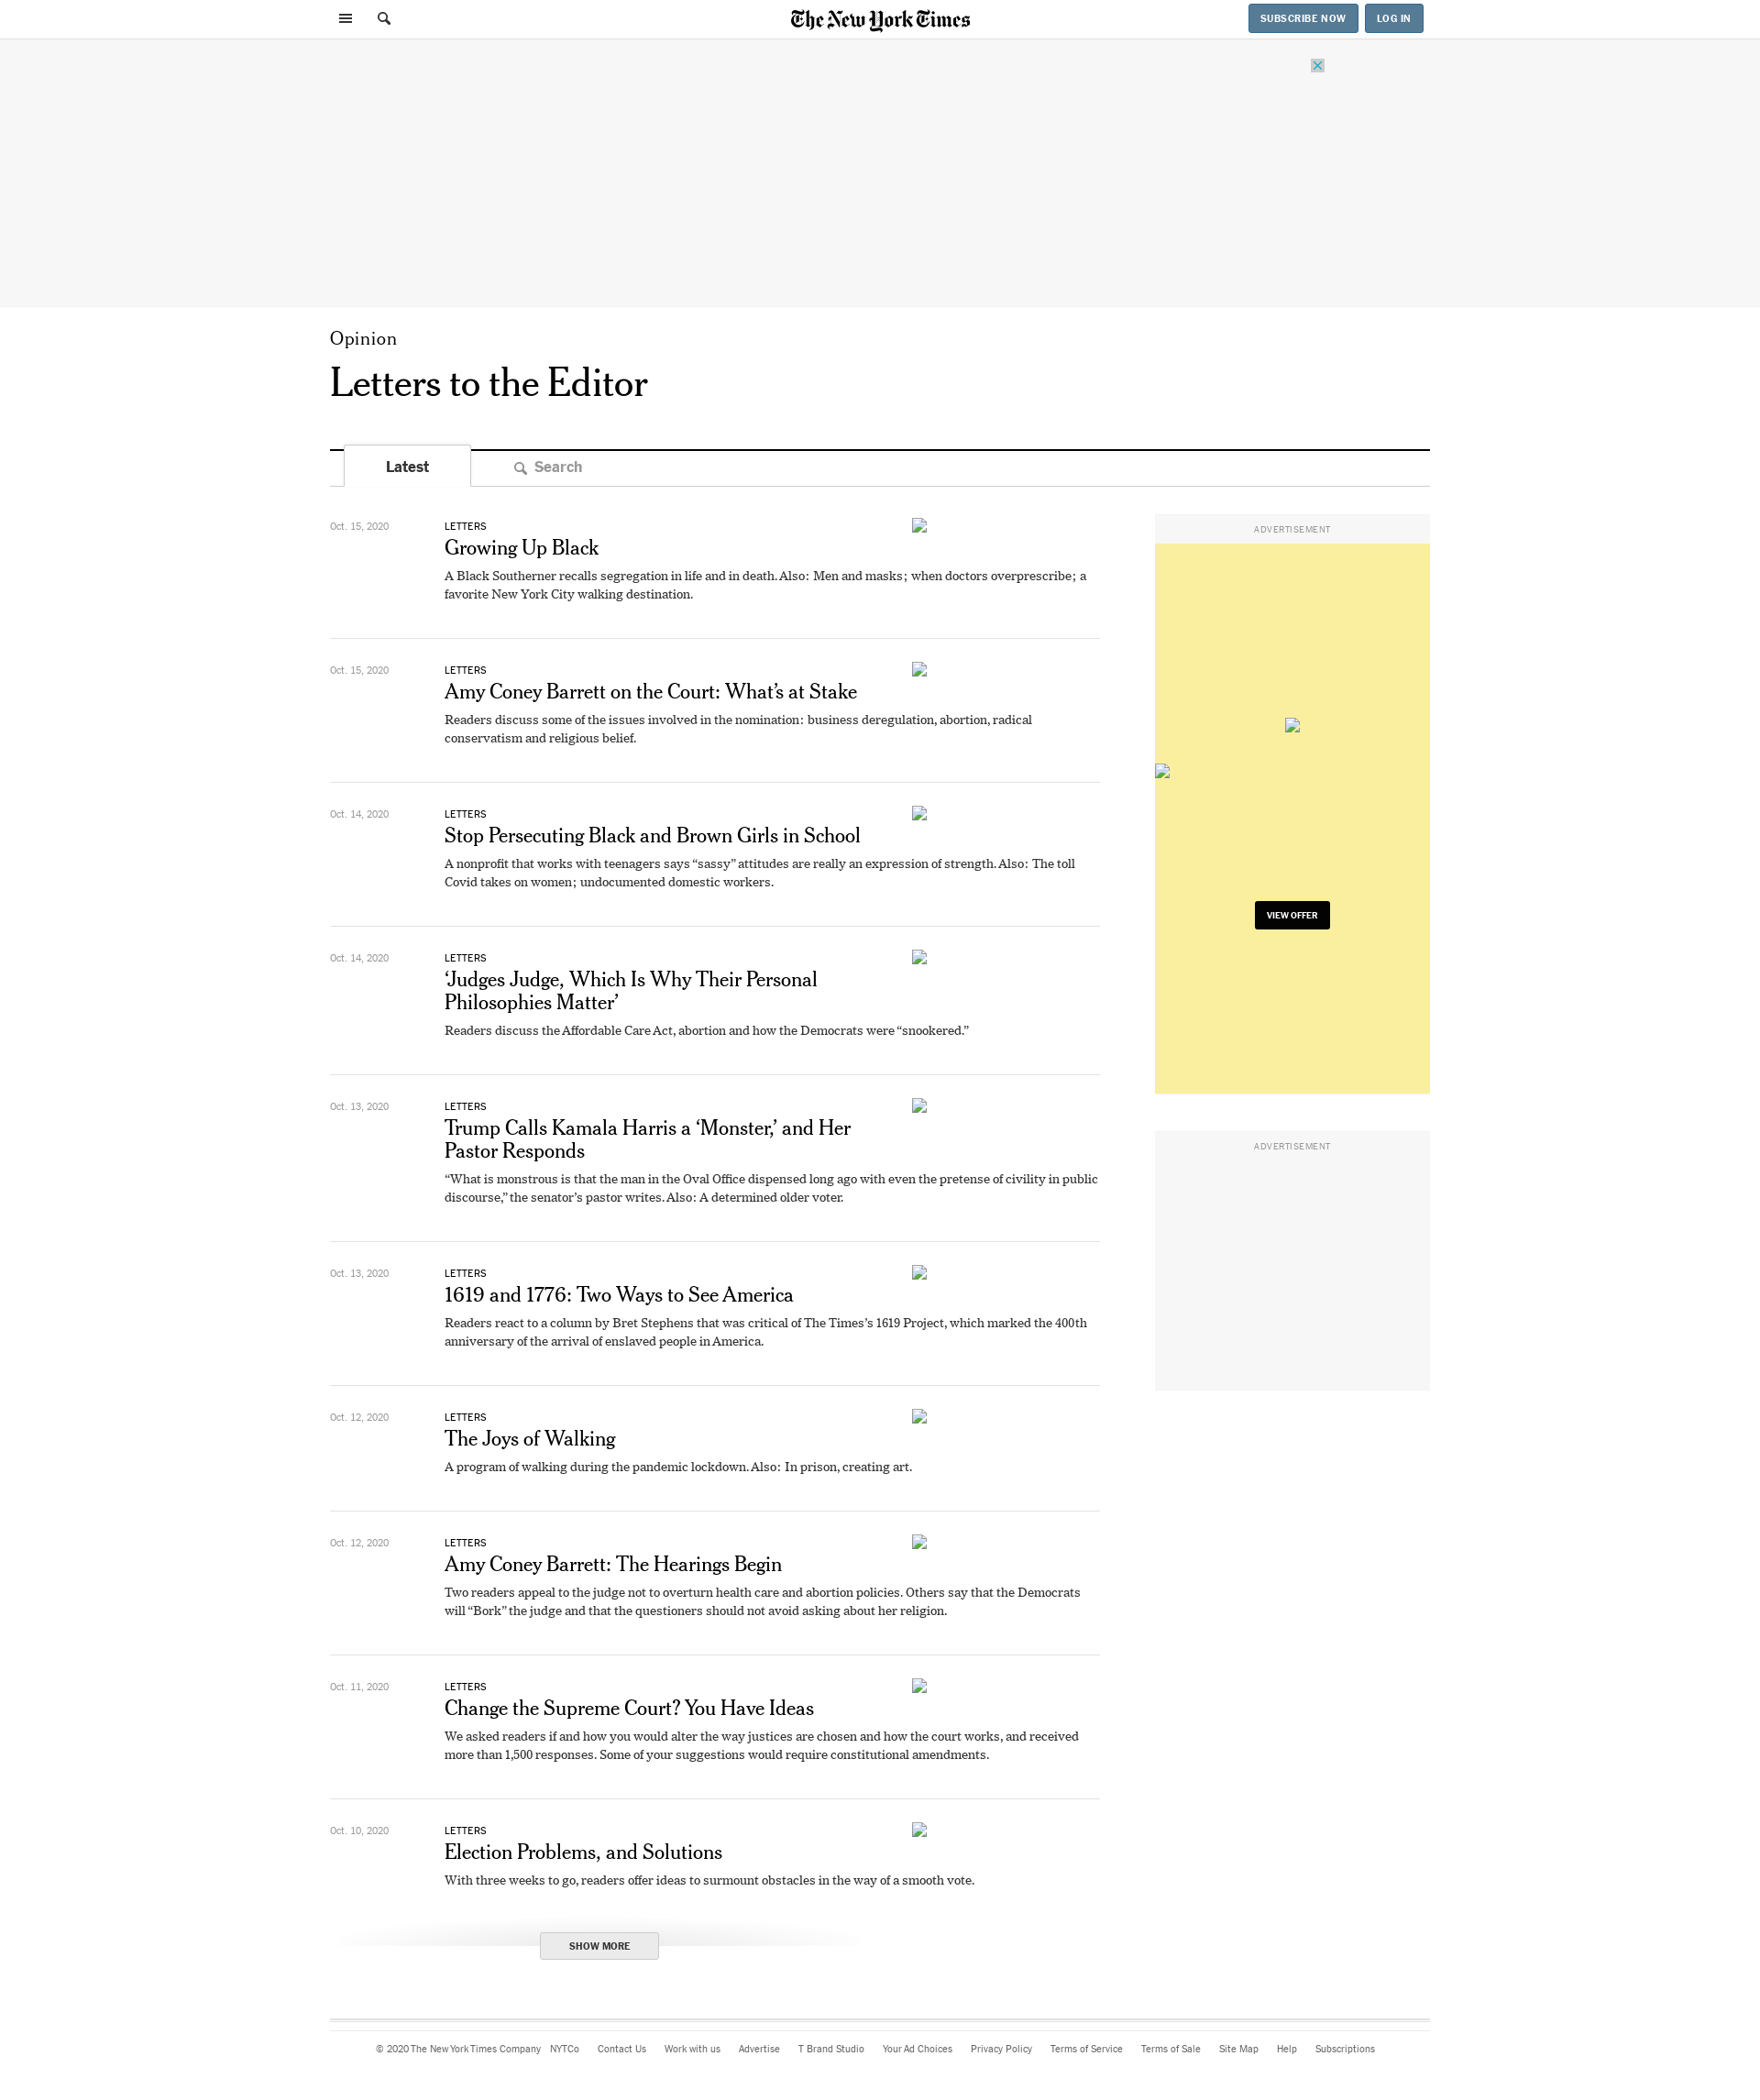 The New York Times
SUBSCRIBE NOW
LOG IN
Opinion
Letters to the Editor
Latest
Search
Oct. 15, 2020
LETTERS
Growing Up Black
A Black Southerner recalls segregation in life and in death. Also: Men and masks; when doctors overprescribe; a
favorite New York City walking destination.
Oct. 15, 2020
LETTERS
Amy Coney Barrett on the Court: What’s at Stake
Readers discuss some of the issues involved in the nomination: business deregulation, abortion, radical
conservatism and religious belief.
Oct. 14, 2020
LETTERS
Stop Persecuting Black and Brown Girls in School
A nonprofit that works with teenagers says “sassy” attitudes are really an expression of strength. Also: The toll
Covid takes on women; undocumented domestic workers.
Oct. 14, 2020
LETTERS
‘Judges Judge, Which Is Why Their Personal
Philosophies Matter’
Readers discuss the Affordable Care Act, abortion and how the Democrats were “snookered.”
Oct. 13, 2020
LETTERS
Trump Calls Kamala Harris a ‘Monster,’ and Her
Pastor Responds
“What is monstrous is that the man in the Oval Office dispensed long ago with even the pretense of civility in public
discourse,” the senator’s pastor writes. Also: A determined older voter.
Oct. 13, 2020
LETTERS
1619 and 1776: Two Ways to See America
Readers react to a column by Bret Stephens that was critical of The Times’s 1619 Project, which marked the 400th
anniversary of the arrival of enslaved people in America.
Oct. 12, 2020
LETTERS
The Joys of Walking
A program of walking during the pandemic lockdown. Also: In prison, creating art.
Oct. 12, 2020
LETTERS
Amy Coney Barrett: The Hearings Begin
Two readers appeal to the judge not to overturn health care and abortion policies. Others say that the Democrats
will “Bork” the judge and that the questioners should not avoid asking about her religion.
Oct. 11, 2020
LETTERS
Change the Supreme Court? You Have Ideas
We asked readers if and how you would alter the way justices are chosen and how the court works, and received
more than 1,500 responses. Some of your suggestions would require constitutional amendments.
Oct. 10, 2020
LETTERS
Election Problems, and Solutions
With three weeks to go, readers offer ideas to surmount obstacles in the way of a smooth vote.
SHOW MORE
ADVERTISEMENT
VIEW OFFER
ADVERTISEMENT
© 2020 The New York Times Company NYTCo Contact Us Work with us Advertise T Brand Studio Your Ad Choices Privacy Policy Terms of Service Terms of Sale Site Map Help Subscriptions